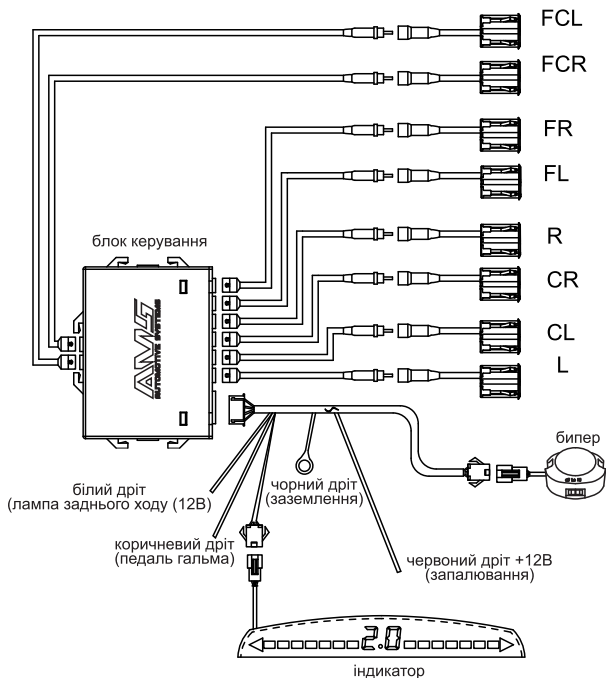 FCL
FCR
FR
FL
R
CR
CL
L
блок керування
AMS
AUTOMOTIVE SYSTEMS
бипер
білий дріт
(лампа заднього ходу (12В)
чорний дріт
(заземлення)
коричневий дріт
(педаль гальма)
червоний дріт +12В
(запалювання)
2.0
індикатор